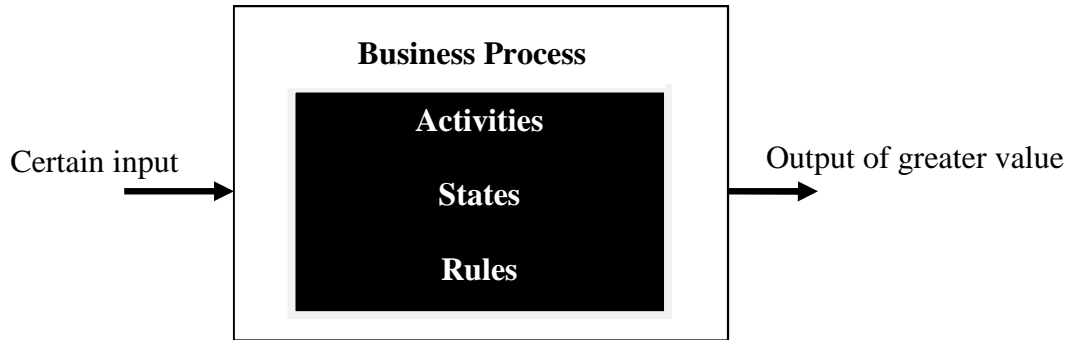 Business Process
Activities
Certain input
Output of greater value
States
Rules